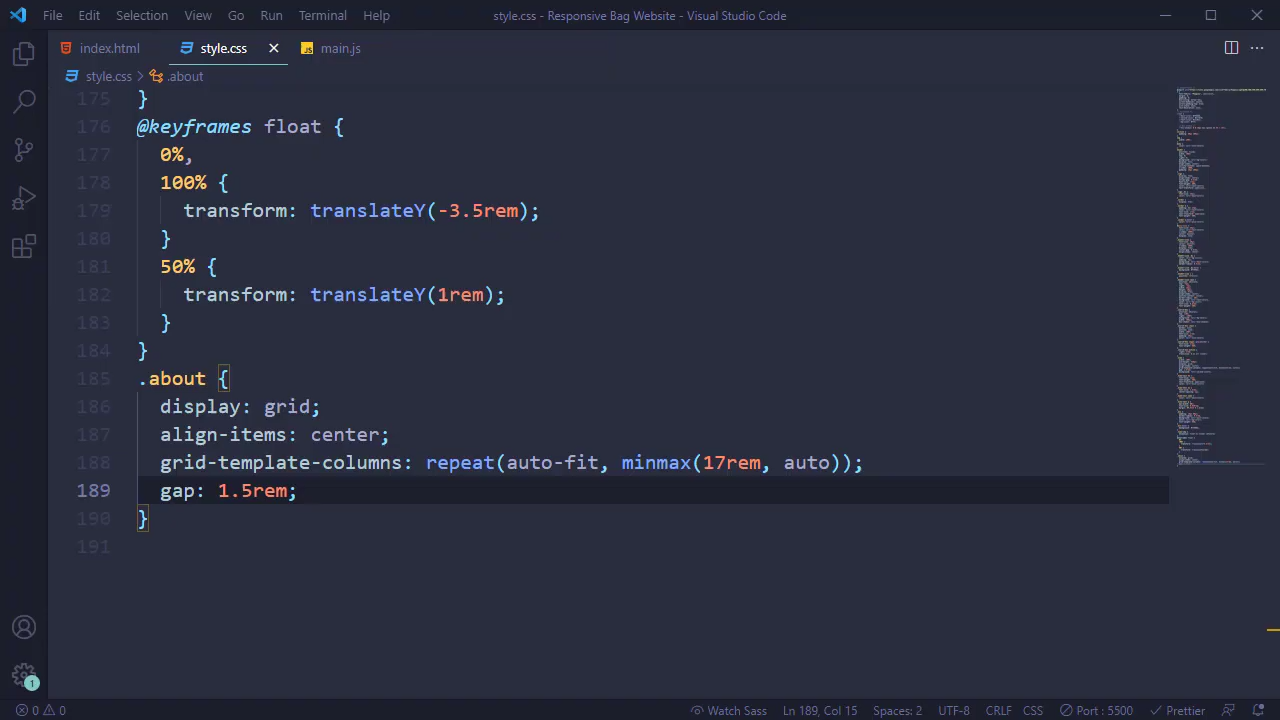 File Edit Selection View Go Run Terminal Help style.css - Responsive Bag Website - Visual Studio Code
index.html style.css main.js
style.css > .about
175 }
176 @keyframes float {
177 0%,
178 100% {
179 transform: translateY(-3.5rem);
180 }
181 50% {
182 transform: translateY(1rem);
183 }
184 }
185 .about {
186 display: grid;
187 align-items: center;
188 grid-template-columns: repeat(auto-fit, minmax(17rem, auto));
189 gap: 1.5rem;
190 }
191
1
0 0 Watch Sass Ln 189, Col 15 Spaces: 2 UTF-8 CRLF CSS Port : 5500 Prettier